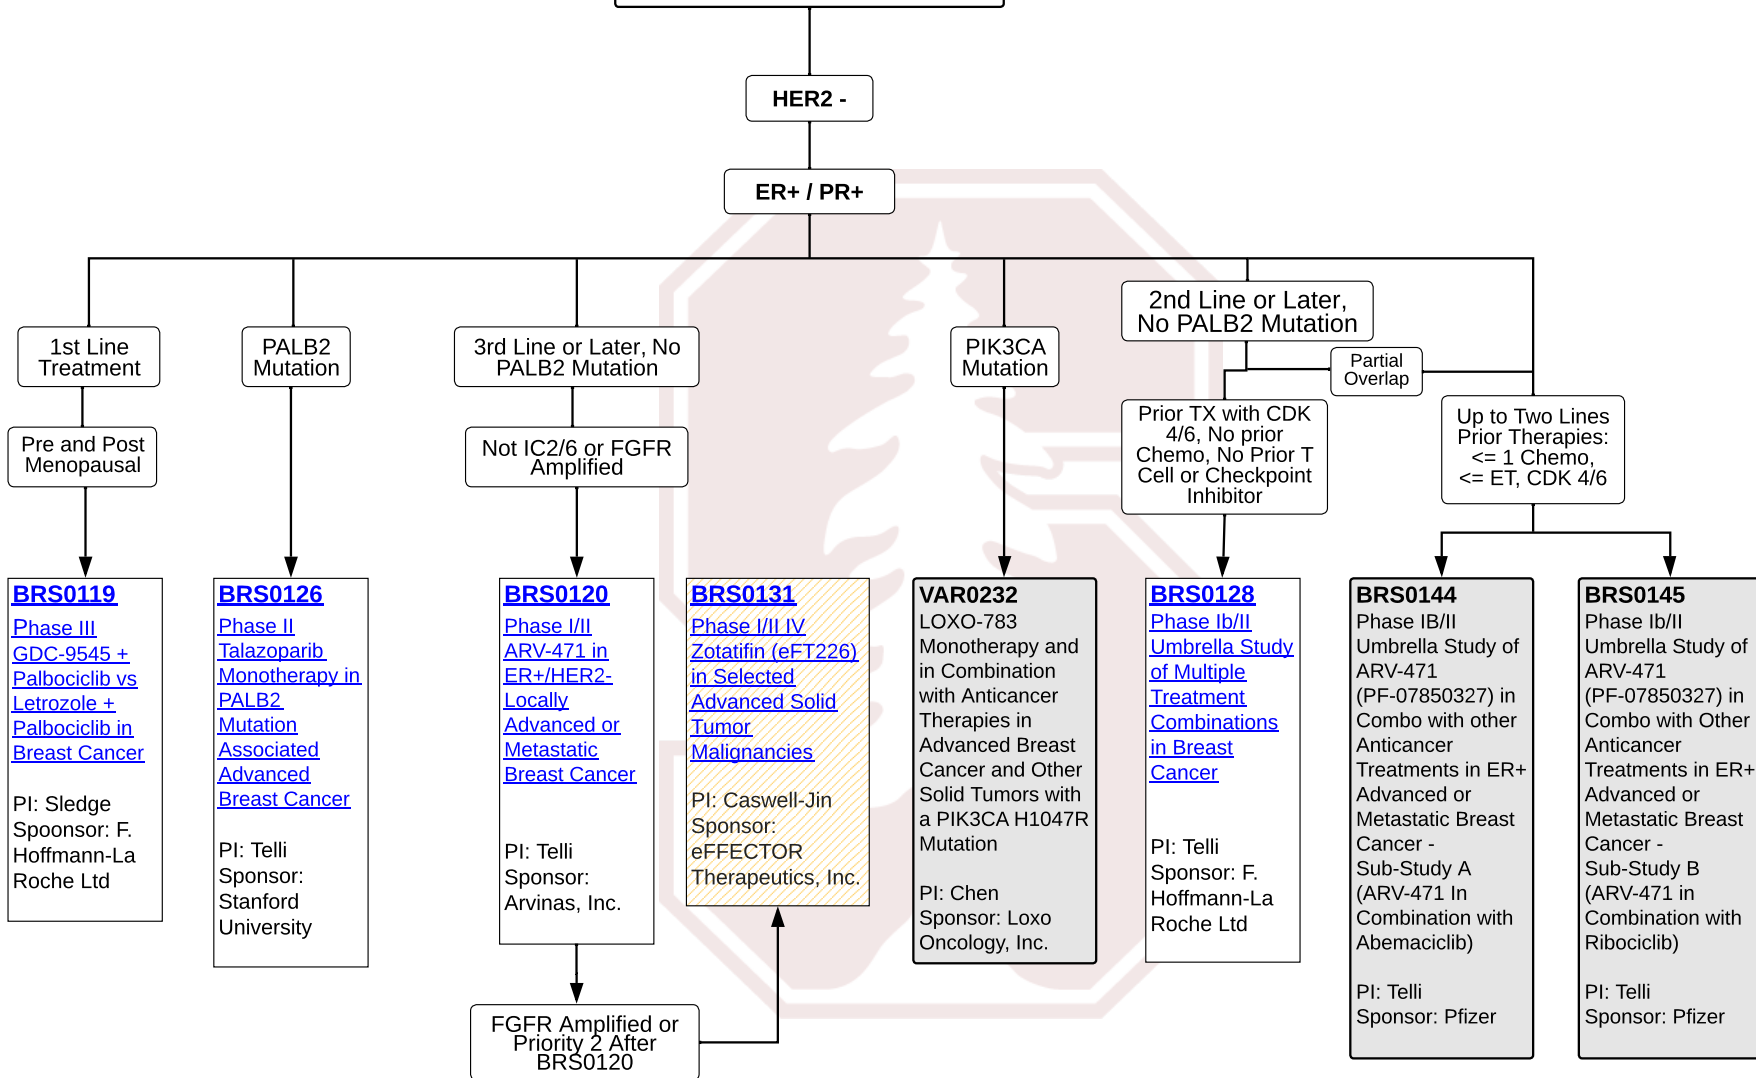 HER2 -
ER+ / PR+
1st Line
Treatment
Pre and Post
Menopausal
PALB2
Mutation
3rd Line or Later, No
PALB2 Mutation
Not IC2/6 or FGFR
Amplified
PIK3CA
Mutation
2nd Line or Later,
No PALB2 Mutation
Partial
Overlap
Prior TX with CDK
4/6, No prior
Chemo, No Prior T
Cell or Checkpoint
Inhibitor
Up to Two Lines
Prior Therapies:
<= 1 Chemo,
<= ET, CDK 4/6
BRS0119
Phase III
GDC-9545 +
Palbociclib vs
Letrozole +
Palbociclib in
Breast Cancer
PI: Sledge
Spoonsor: F.
Hoffmann-La
Roche Ltd
BRS0126
Phase II
Talazoparib
Monotherapy in
PALB2
Mutation
Associated
Advanced
Breast Cancer
PI: Telli
Sponsor:
Stanford
University
BRS0120
Phase I/II
ARV-471 in
ER+/HER2-
Locally
Advanced or
Metastatic
Breast Cancer
PI: Telli
Sponsor:
Arvinas, Inc.
BRS0131
Phase I/II IV
Zotatifin (eFT226)
in Selected
Advanced Solid
Tumor
Malignancies
PI: Caswell-Jin
Sponsor:
eFFECTOR
Therapeutics, Inc.
VAR0232
LOXO-783
Monotherapy and
in Combination
with Anticancer
Therapies in
Advanced Breast
Cancer and Other
Solid Tumors with
a PIK3CA H1047R
Mutation
PI: Chen
Sponsor: Loxo
Oncology, Inc.
BRS0128
Phase Ib/II
Umbrella Study
of Multiple
Treatment
Combinations
in Breast
Cancer
PI: Telli
Sponsor: F.
Hoffmann-La
Roche Ltd
BRS0144
Phase IB/II
Umbrella Study of
ARV-471
(PF-07850327) in
Combo with other
Anticancer
Treatments in ER+
Advanced or
Metastatic Breast
Cancer -
Sub-Study A
(ARV-471 In
Combination with
Abemaciclib)
PI: Telli
Sponsor: Pfizer
BRS0145
Phase Ib/II
Umbrella Study of
ARV-471
(PF-07850327) in
Combo with Other
Anticancer
Treatments in ER+
Advanced or
Metastatic Breast
Cancer -
Sub-Study B
(ARV-471 in
Combination with
Ribociclib)
PI: Telli
Sponsor: Pfizer
FGFR Amplified or
Priority 2 After
BRS0120